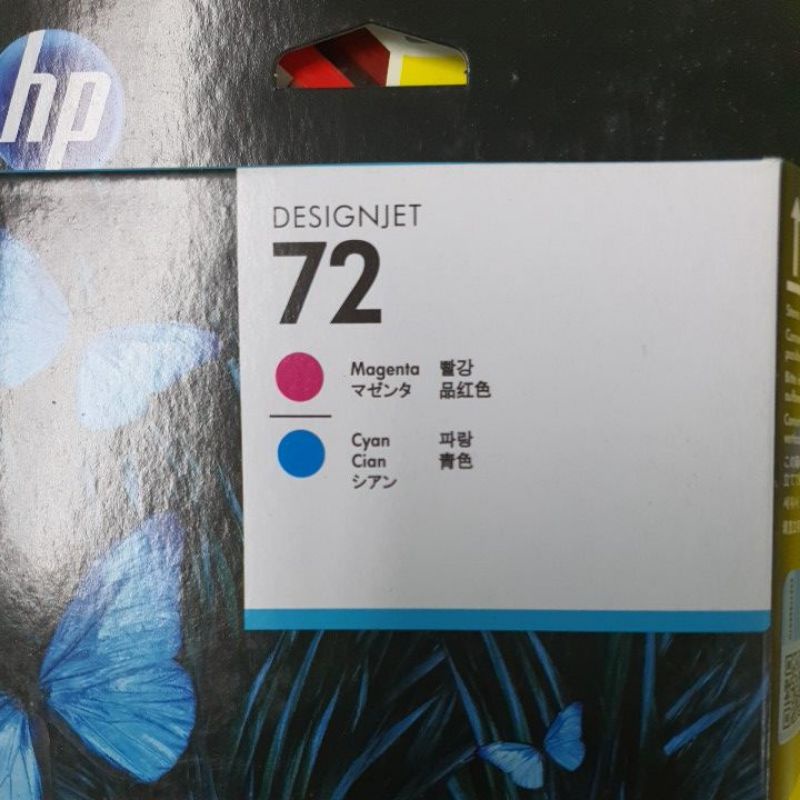 hp
DESIGNJET
72
Magenta 빨강
マゼンタ 品红色
Cyan 파랑
Cian 青色
シアン